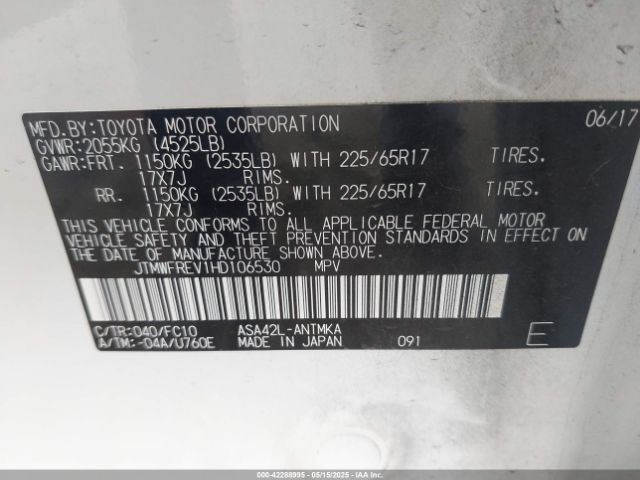 06/17
MFD.BY:TOYOTA MOTOR CORPORATION
GVWR:2055KG (4525LB)
GAWR:FRT. 1150KG (2535LB) WITH 225/65R17 TIRES.
17X7J RIMS.
RR. 1150KG (2535LB) WITH 225/65R17 TIRES.
17X7J RIMS.
THIS VEHICLE CONFORMS TO ALL APPLICABLE FEDERAL MOTOR
VEHICLE SAFETY AND THEFT PREVENTION STANDARDS IN EFFECT ON
THE DATE OF MANUFACTURE SHOWN ABOVE.
JTMWFREV1HD106530 MPV
C/TR:040/FC10 ASA42L-ANTMKA
A/TM:-04A/U760E MADE IN JAPAN 091 E
000-42288995 - 05/15/2025 - IAAI.COM